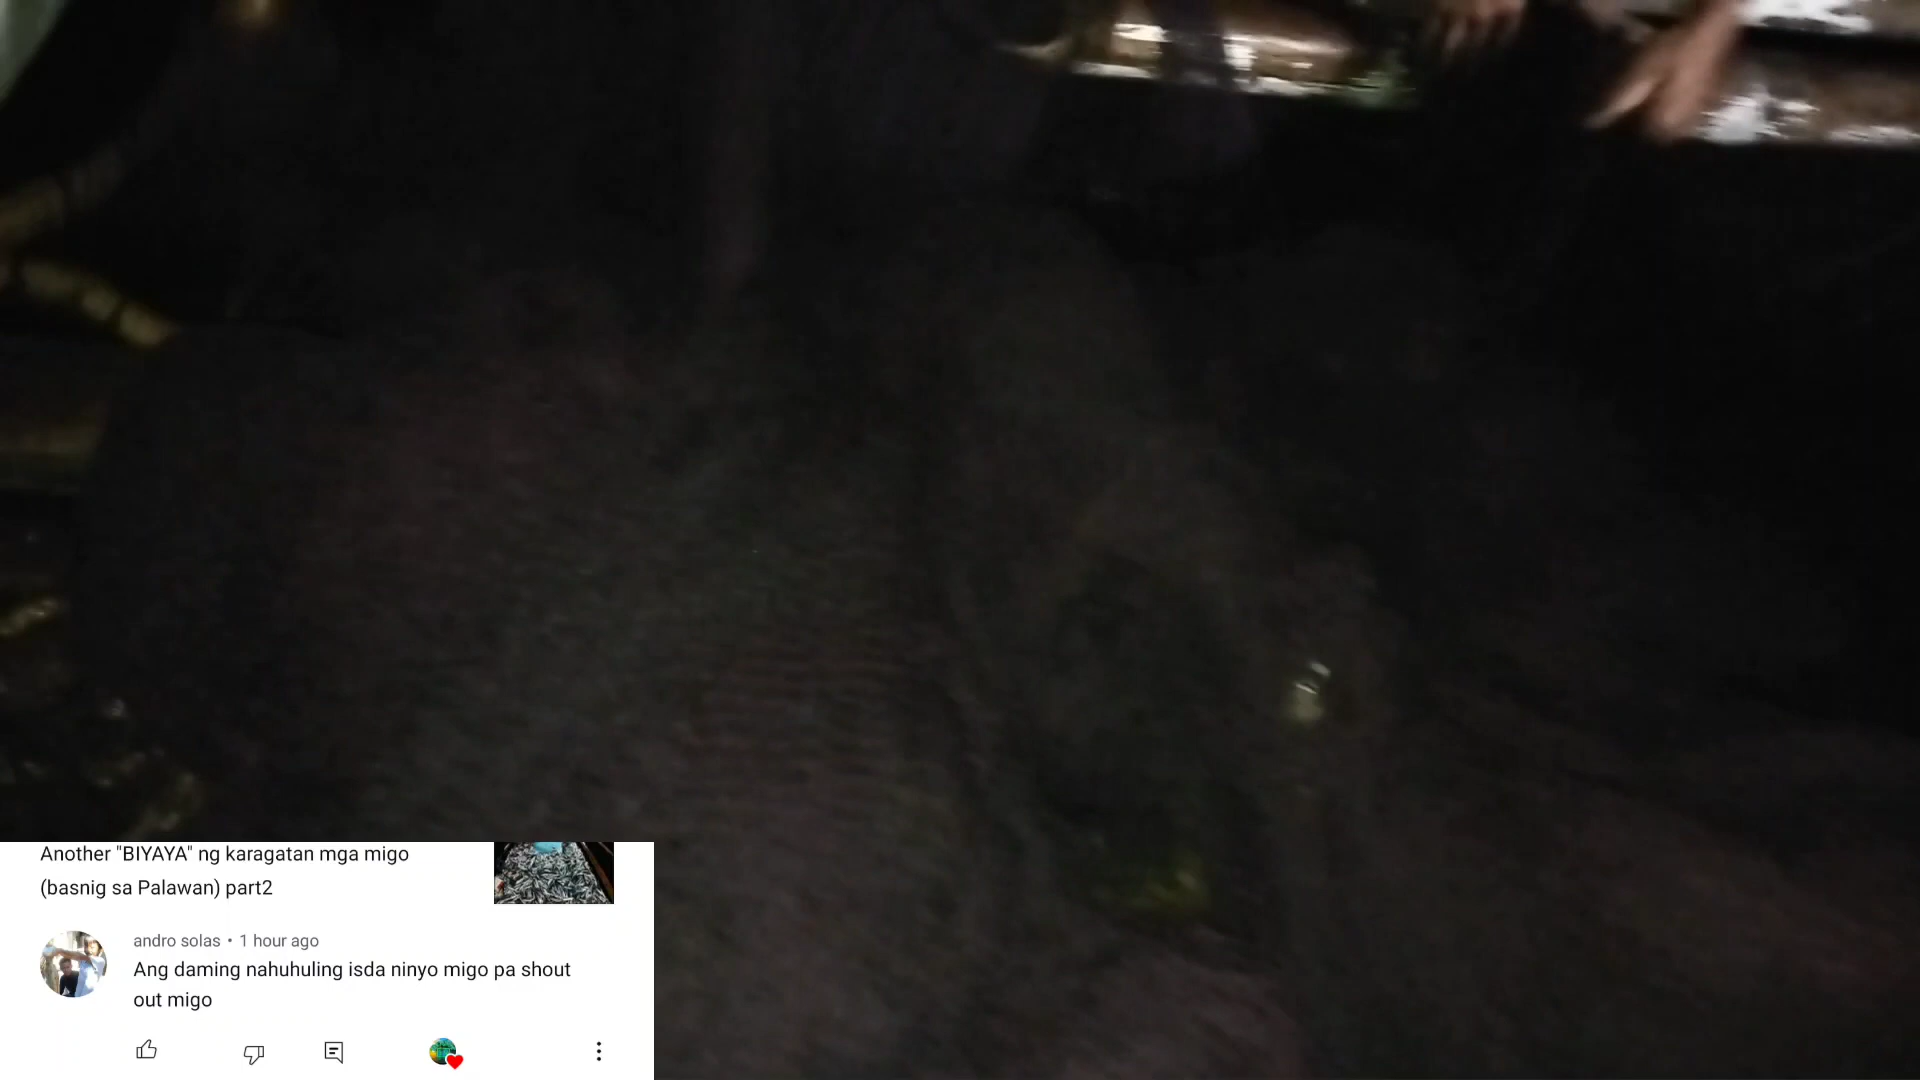 Another "BIYAYA" ng karagatan mga migo
(basnig sa Palawan) part2
andro solas • 1 hour ago
Ang daming nahuhuling isda ninyo migo pa shout
out migo